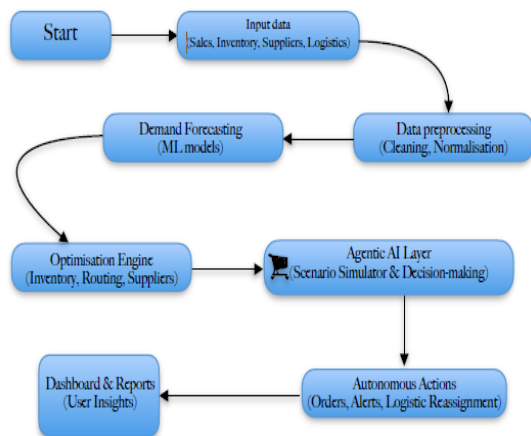 Start
Input data
(Sales, Inventory, Suppliers, Logistics)
Demand Forecasting
(ML models)
Data preprocessing
(Cleaning, Normalisation)
Optimisation Engine
(Inventory, Routing, Suppliers)
Agentic AI Layer
(Scenario Simulator & Decision-making)
Dashboard & Reports
(User Insights)
Autonomous Actions
(Orders, Alerts, Logistic Reassignment)